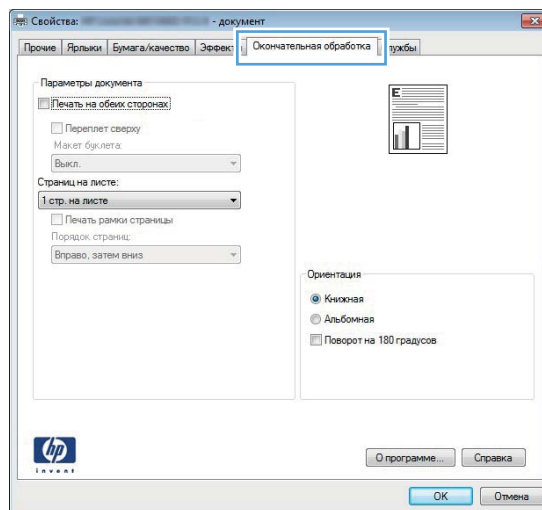 Свойства: - документ
Прочие Ярлыки Бумага/качество Эффекты Окончательная обработка
Параметры документа
Печать на обеих сторонах
Переплет сверху
Макет буклета:
Выкл.
Страниц на листе:
1 стр. на листе
Печать рамки страницы
Порядок страниц:
Вправо, затем вниз
E
Ориентация
Книжная
Альбомная
Поворот на 180 градусов
hp
invent
О программе... Справка
OK Отмена